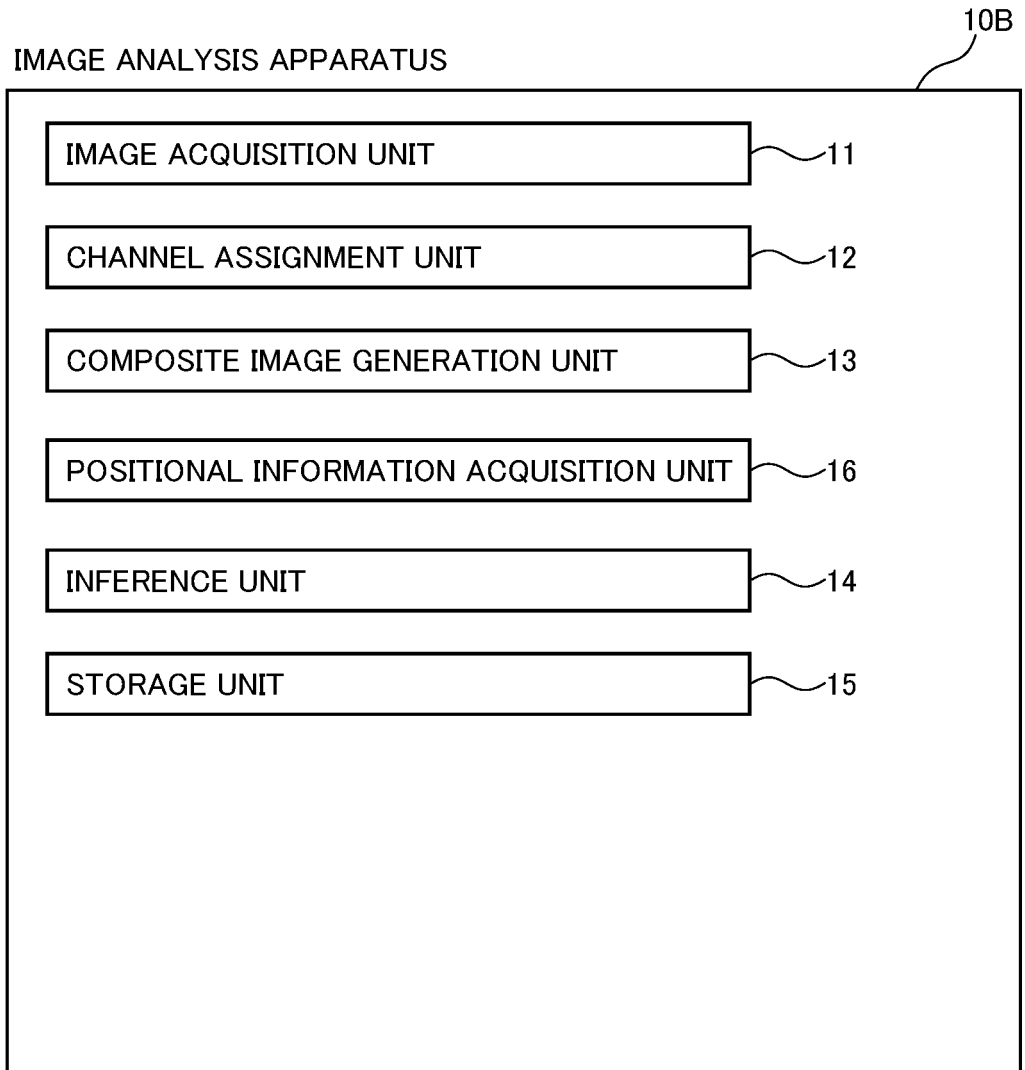 10B
IMAGE ANALYSIS APPARATUS
IMAGE ACQUISITION UNIT 11
CHANNEL ASSIGNMENT UNIT 12
COMPOSITE IMAGE GENERATION UNIT 13
POSITIONAL INFORMATION ACQUISITION UNIT 16
INFERENCE UNIT 14
STORAGE UNIT 15